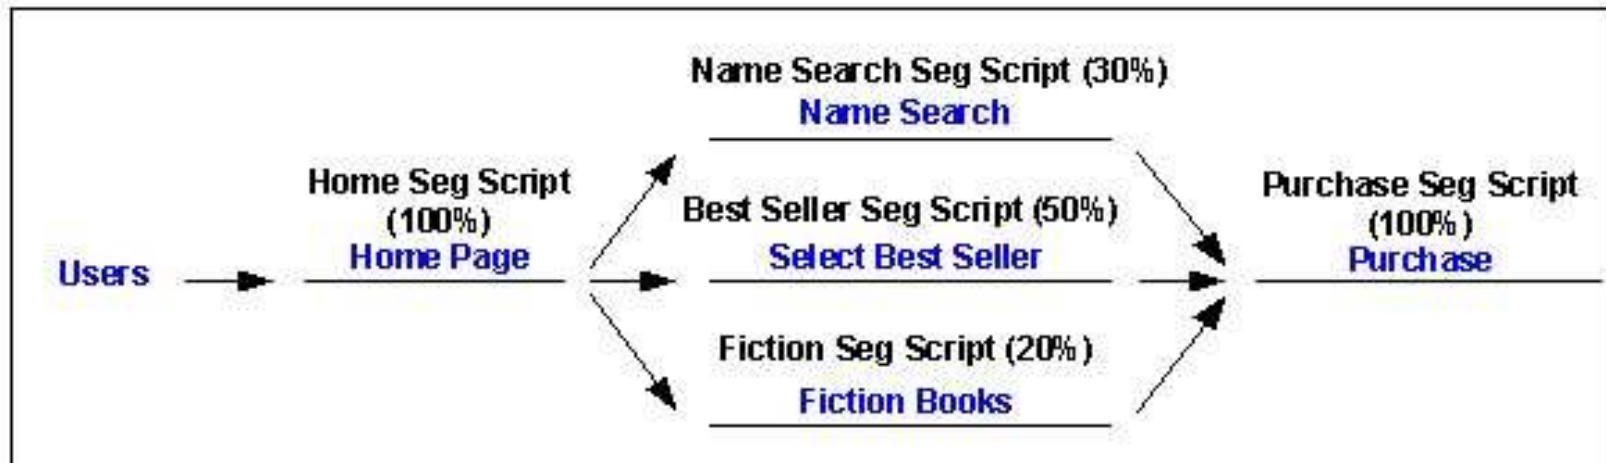 Users
Home Seg Script
(100%)
Home Page
Name Search Seg Script (30%)
Name Search
Best Seller Seg Script (50%)
Select Best Seller
Fiction Seg Script (20%)
Fiction Books
Purchase Seg Script
(100%)
Purchase